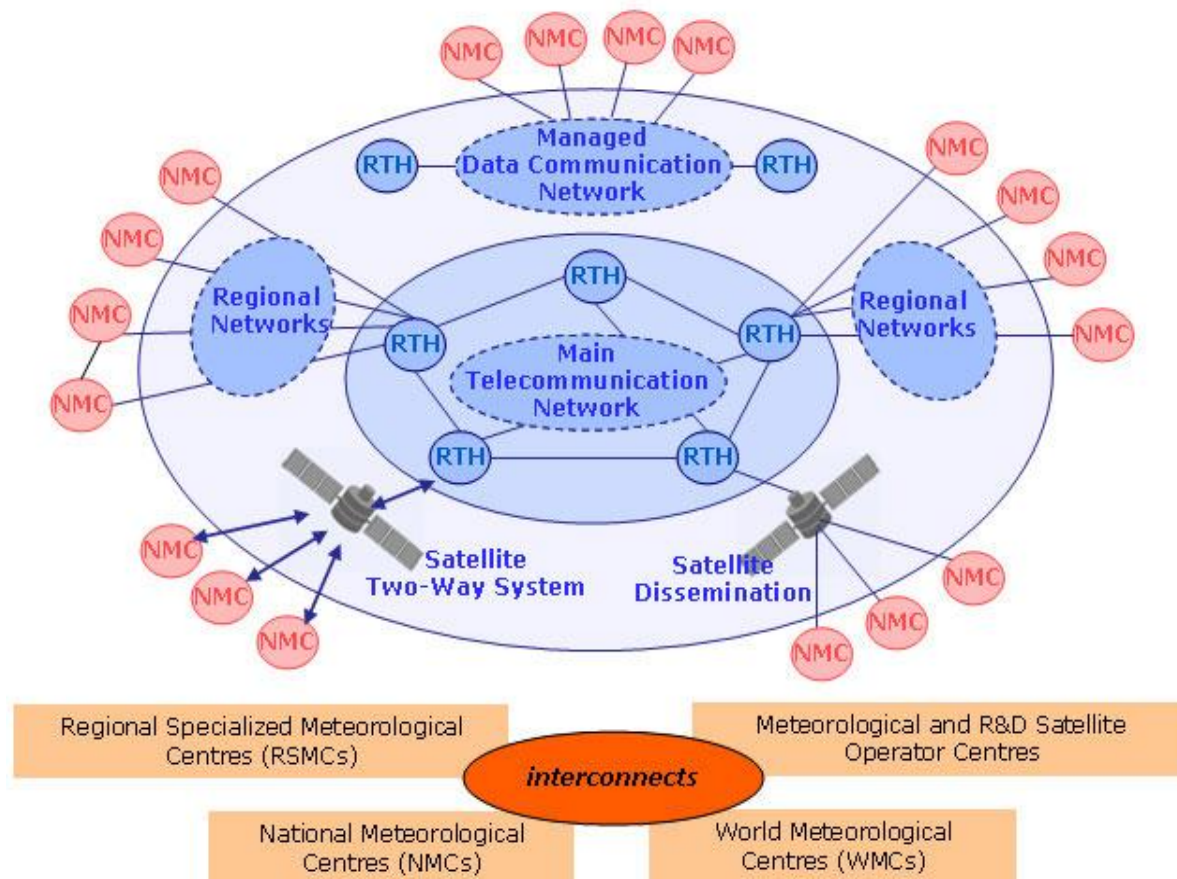 NMC
NMC
NMC
NMC
Managed
Data Communication
Network
RTH
RTH
NMC
NMC
NMC
NMC
NMC
NMC
NMC
NMC
Regional
Networks
Regional
Networks
RTH
RTH
RTH
Main
Telecommunication
Network
RTH
RTH
Satellite
Two-Way System
Satellite
Dissemination
NMC
NMC
NMC
NMC
NMC
NMC
Regional Specialized Meteorological
Centres (RSMCs)
Meteorological and R&D Satellite
Operator Centres
interconnects
National Meteorological
Centres (NMCs)
World Meteorological
Centres (WMCs)